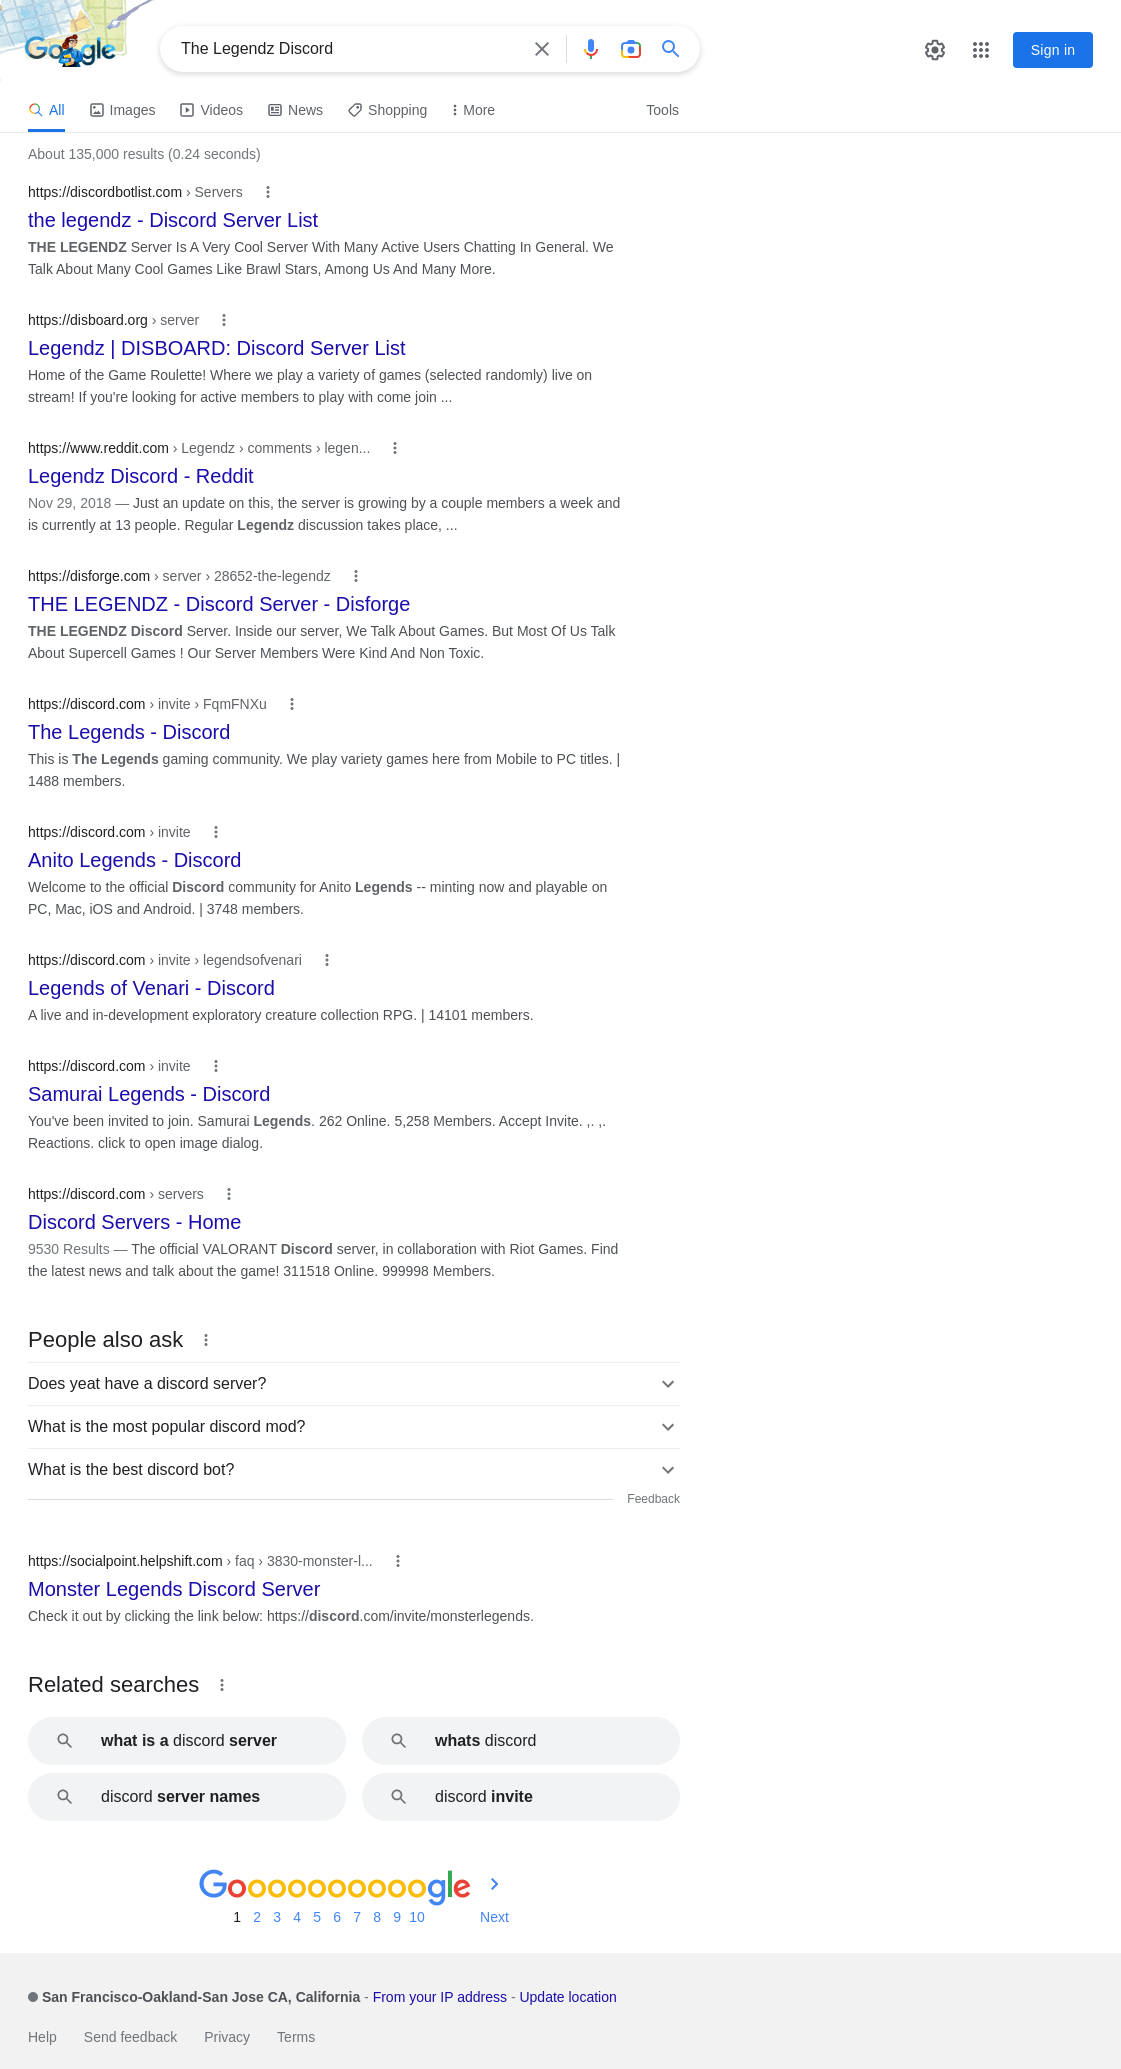 Google
The Legendz Discord
Sign in
All Images Videos News Shopping More Tools
About 135,000 results (0.24 seconds)
https://discordbotlist.com › Servers
the legendz - Discord Server List
THE LEGENDZ Server Is A Very Cool Server With Many Active Users Chatting In General. We
Talk About Many Cool Games Like Brawl Stars, Among Us And Many More.
https://disboard.org › server
Legendz | DISBOARD: Discord Server List
Home of the Game Roulette! Where we play a variety of games (selected randomly) live on
stream! If you're looking for active members to play with come join ...
https://www.reddit.com › Legendz › comments › legen...
Legendz Discord - Reddit
Nov 29, 2018 — Just an update on this, the server is growing by a couple members a week and
is currently at 13 people. Regular Legendz discussion takes place, ...
https://disforge.com › server › 28652-the-legendz
THE LEGENDZ - Discord Server - Disforge
THE LEGENDZ Discord Server. Inside our server, We Talk About Games. But Most Of Us Talk
About Supercell Games ! Our Server Members Were Kind And Non Toxic.
https://discord.com › invite › FqmFNXu
The Legends - Discord
This is The Legends gaming community. We play variety games here from Mobile to PC titles. |
1488 members.
https://discord.com › invite
Anito Legends - Discord
Welcome to the official Discord community for Anito Legends -- minting now and playable on
PC, Mac, iOS and Android. | 3748 members.
https://discord.com › invite › legendsofvenari
Legends of Venari - Discord
A live and in-development exploratory creature collection RPG. | 14101 members.
https://discord.com › invite
Samurai Legends - Discord
You've been invited to join. Samurai Legends. 262 Online. 5,258 Members. Accept Invite. ,. ,.
Reactions. click to open image dialog.
https://discord.com › servers
Discord Servers - Home
9530 Results — The official VALORANT Discord server, in collaboration with Riot Games. Find
the latest news and talk about the game! 311518 Online. 999998 Members.
People also ask
Does yeat have a discord server?
What is the most popular discord mod?
What is the best discord bot?
Feedback
https://socialpoint.helpshift.com › faq › 3830-monster-l...
Monster Legends Discord Server
Check it out by clicking the link below: https://discord.com/invite/monsterlegends.
Related searches
what is a discord server
whats discord
discord server names
discord invite
Goooooooooogle
1 2 3 4 5 6 7 8 9 10 Next
San Francisco-Oakland-San Jose CA, California - From your IP address - Update location
Help Send feedback Privacy Terms